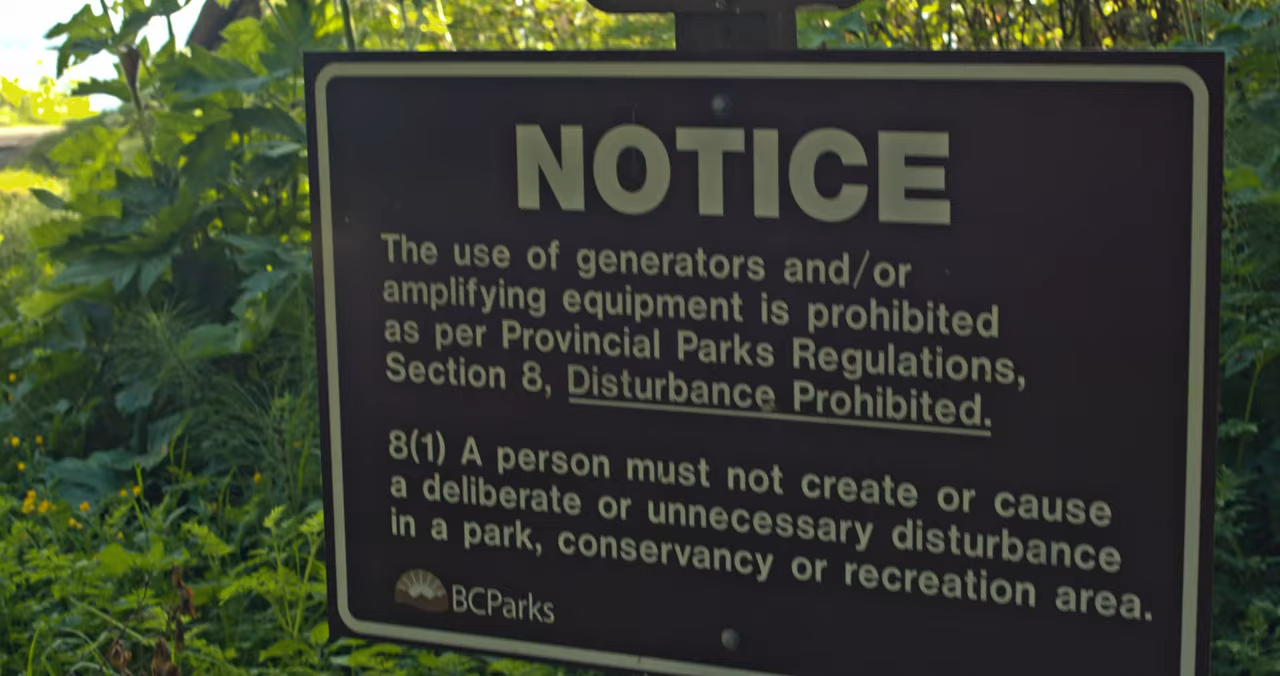 NOTICE
The use of generators and/or
amplifying equipment is prohibited
as per Provincial Parks Regulations,
Section 8, Disturbance Prohibited.
8(1) A person must not create or cause
a deliberate or unnecessary disturbance
in a park, conservancy or recreation area.
BCParks